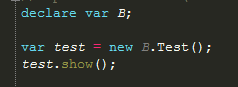 declare var B;
var test = new B.Test();
test.show();